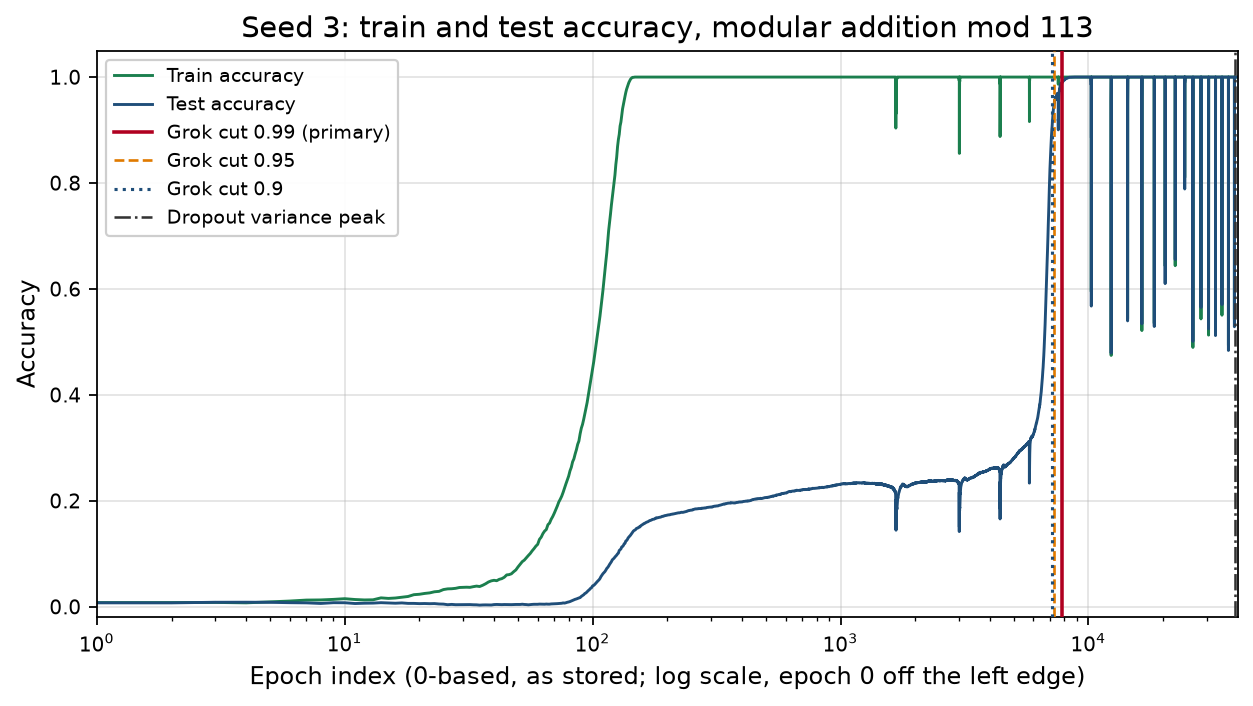 Seed 3: train and test accuracy, modular addition mod 113
Train accuracy
Test accuracy
Grok cut 0.99 (primary)
Grok cut 0.95
Grok cut 0.9
Dropout variance peak
Accuracy
1.0
0.8
0.6
0.4
0.2
0.0
10⁰ 10¹ 10² 10³ 10⁴
Epoch index (0-based, as stored; log scale, epoch 0 off the left edge)